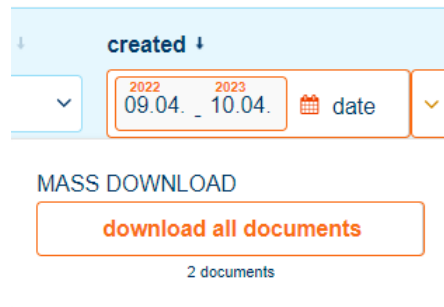 created ↓
2022 2023
09.04. - 10.04. date
MASS DOWNLOAD
download all documents
2 documents